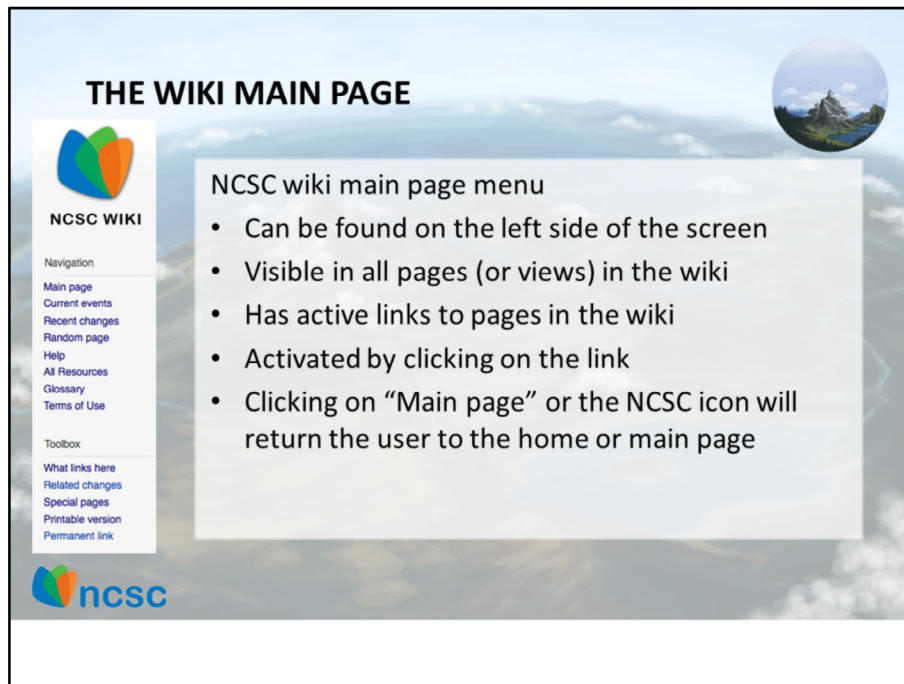 THE WIKI MAIN PAGE
NCSC WIKI
Navigation
Main page
Current events
Recent changes
Random page
Help
All Resources
Glossary
Terms of Use
Toolbox
What links here
Related changes
Special pages
Printable version
Permanent link
NCSC wiki main page menu
• Can be found on the left side of the screen
• Visible in all pages (or views) in the wiki
• Has active links to pages in the wiki
• Activated by clicking on the link
• Clicking on “Main page” or the NCSC icon will
return the user to the home or main page
ncsc